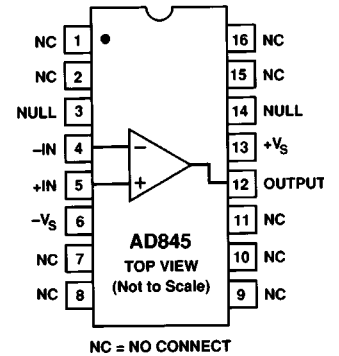 NC 1 16 NC
NC 2 15 NC
NULL 3 14 NULL
–IN 4 – 13 +VS
+IN 5 + 12 OUTPUT
–VS 6 11 NC
AD845
NC 7 TOP VIEW 10 NC
(Not to Scale)
NC 8 9 NC
NC = NO CONNECT